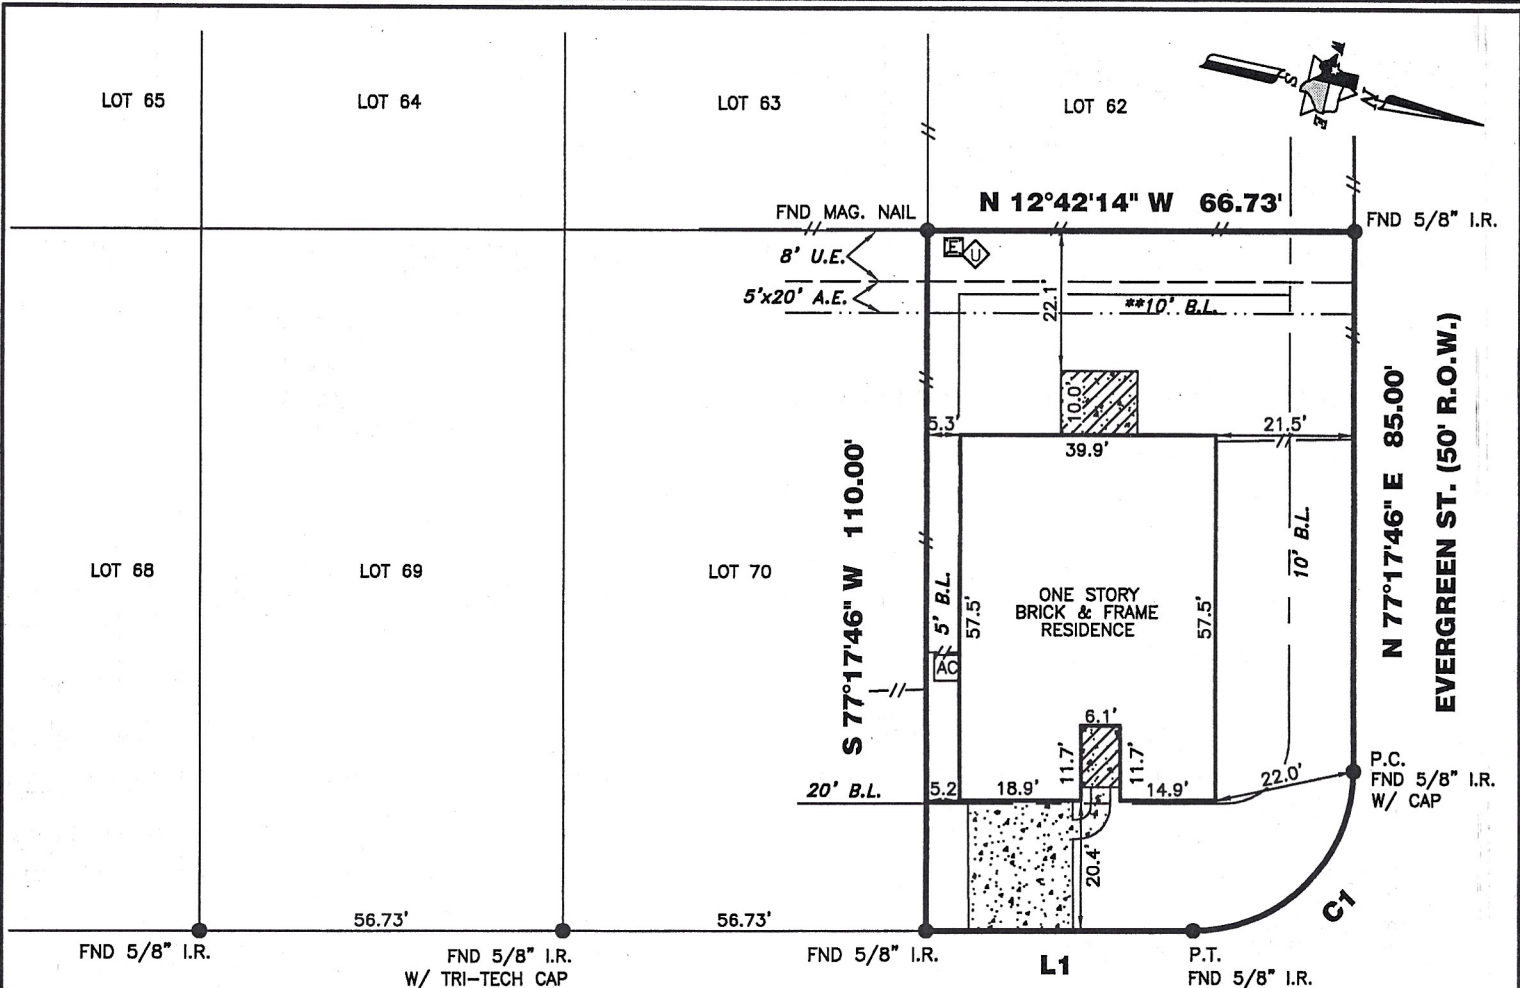 LOT 65
LOT 64
LOT 63
LOT 62
W
S
N
E
N 12°42'14" W 66.73'
FND MAG. NAIL
FND 5/8" I.R.
8' U.E.
E
U
5'x20' A.E.
22.1'
**10' B.L.
10.0'
5.3'
21.5'
39.9'
S 77°17'46" W 110.00'
N 77°17'46" E 85.00'
EVERGREEN ST. (50' R.O.W.)
10' B.L.
LOT 68
LOT 69
LOT 70
5' B.L.
57.5'
ONE STORY
BRICK & FRAME
RESIDENCE
57.5'
AC
6.1'
11.7'
11.7'
P.C.
FND 5/8" I.R.
W/ CAP
20' B.L.
5.2
18.9'
14.9'
22.0'
20.4'
C1
56.73'
56.73'
FND 5/8" I.R.
FND 5/8" I.R.
W/ TRI-TECH CAP
FND 5/8" I.R.
L1
P.T.
FND 5/8" I.R.